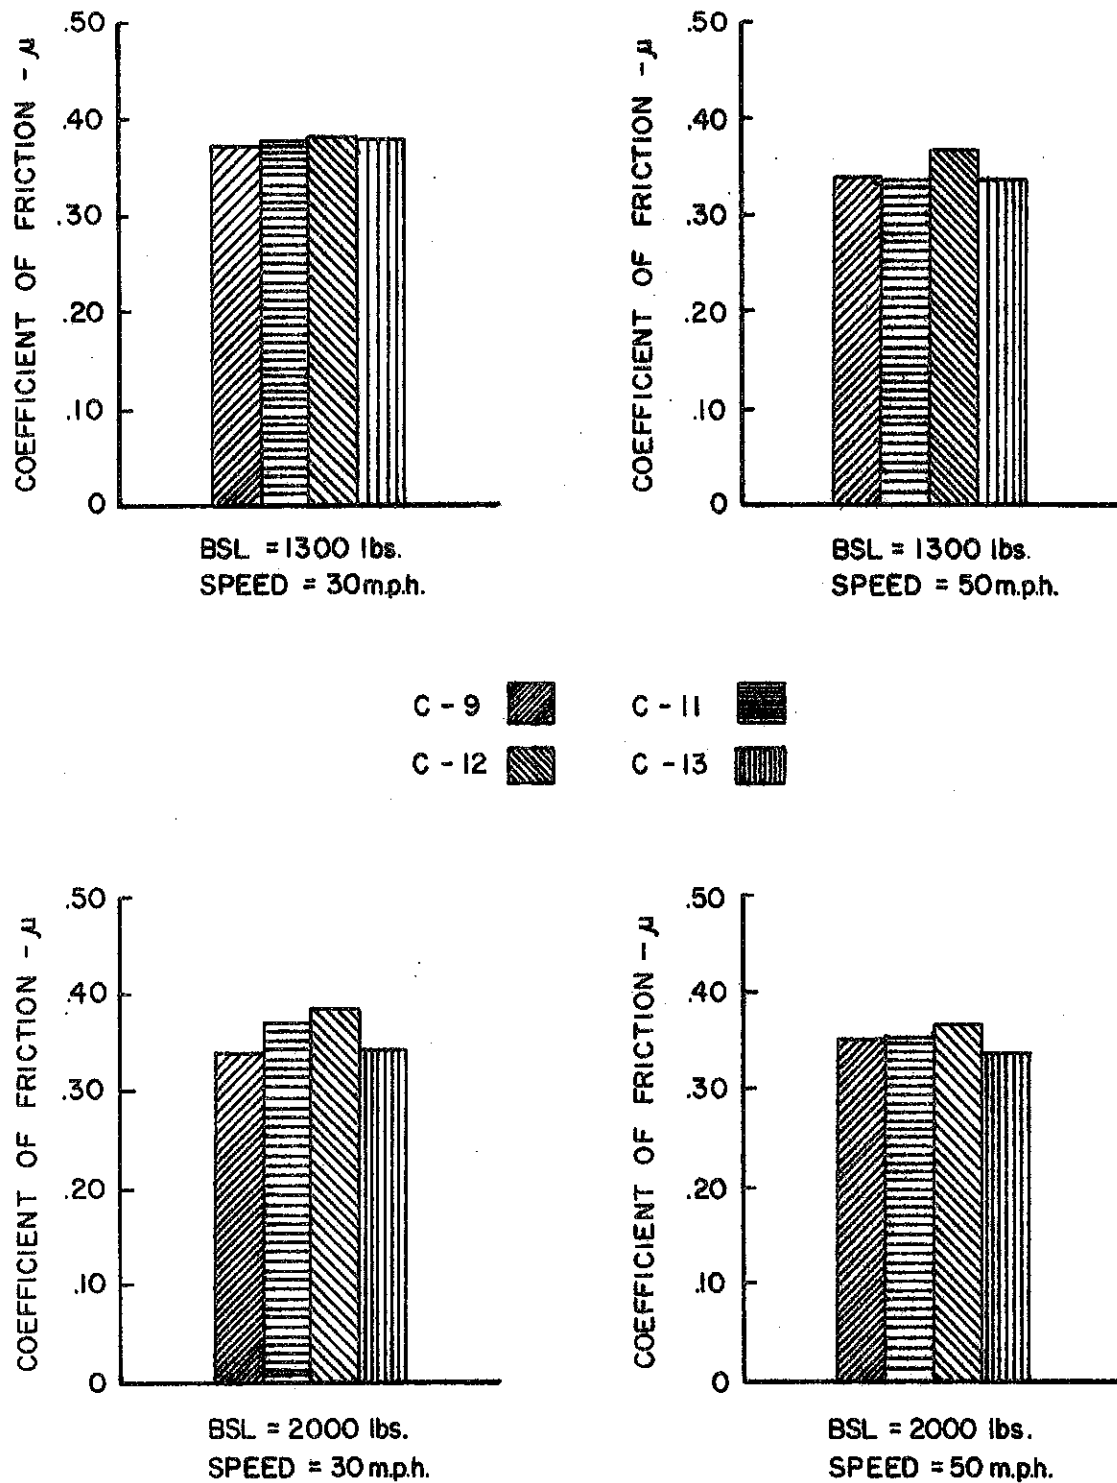 COEFFICIENT OF FRICTION - μ
.50
.40
.30
.20
.10
0
BSL = 1300 lbs.
SPEED = 30 m.p.h.
COEFFICIENT OF FRICTION - μ
.50
.40
.30
.20
.10
0
BSL = 1300 lbs.
SPEED = 50 m.p.h.
C - 9
C - 11
C - 12
C - 13
COEFFICIENT OF FRICTION - μ
.50
.40
.30
.20
.10
0
BSL = 2000 lbs.
SPEED = 30 m.p.h.
COEFFICIENT OF FRICTION - μ
.50
.40
.30
.20
.10
0
BSL = 2000 lbs.
SPEED = 50 m.p.h.